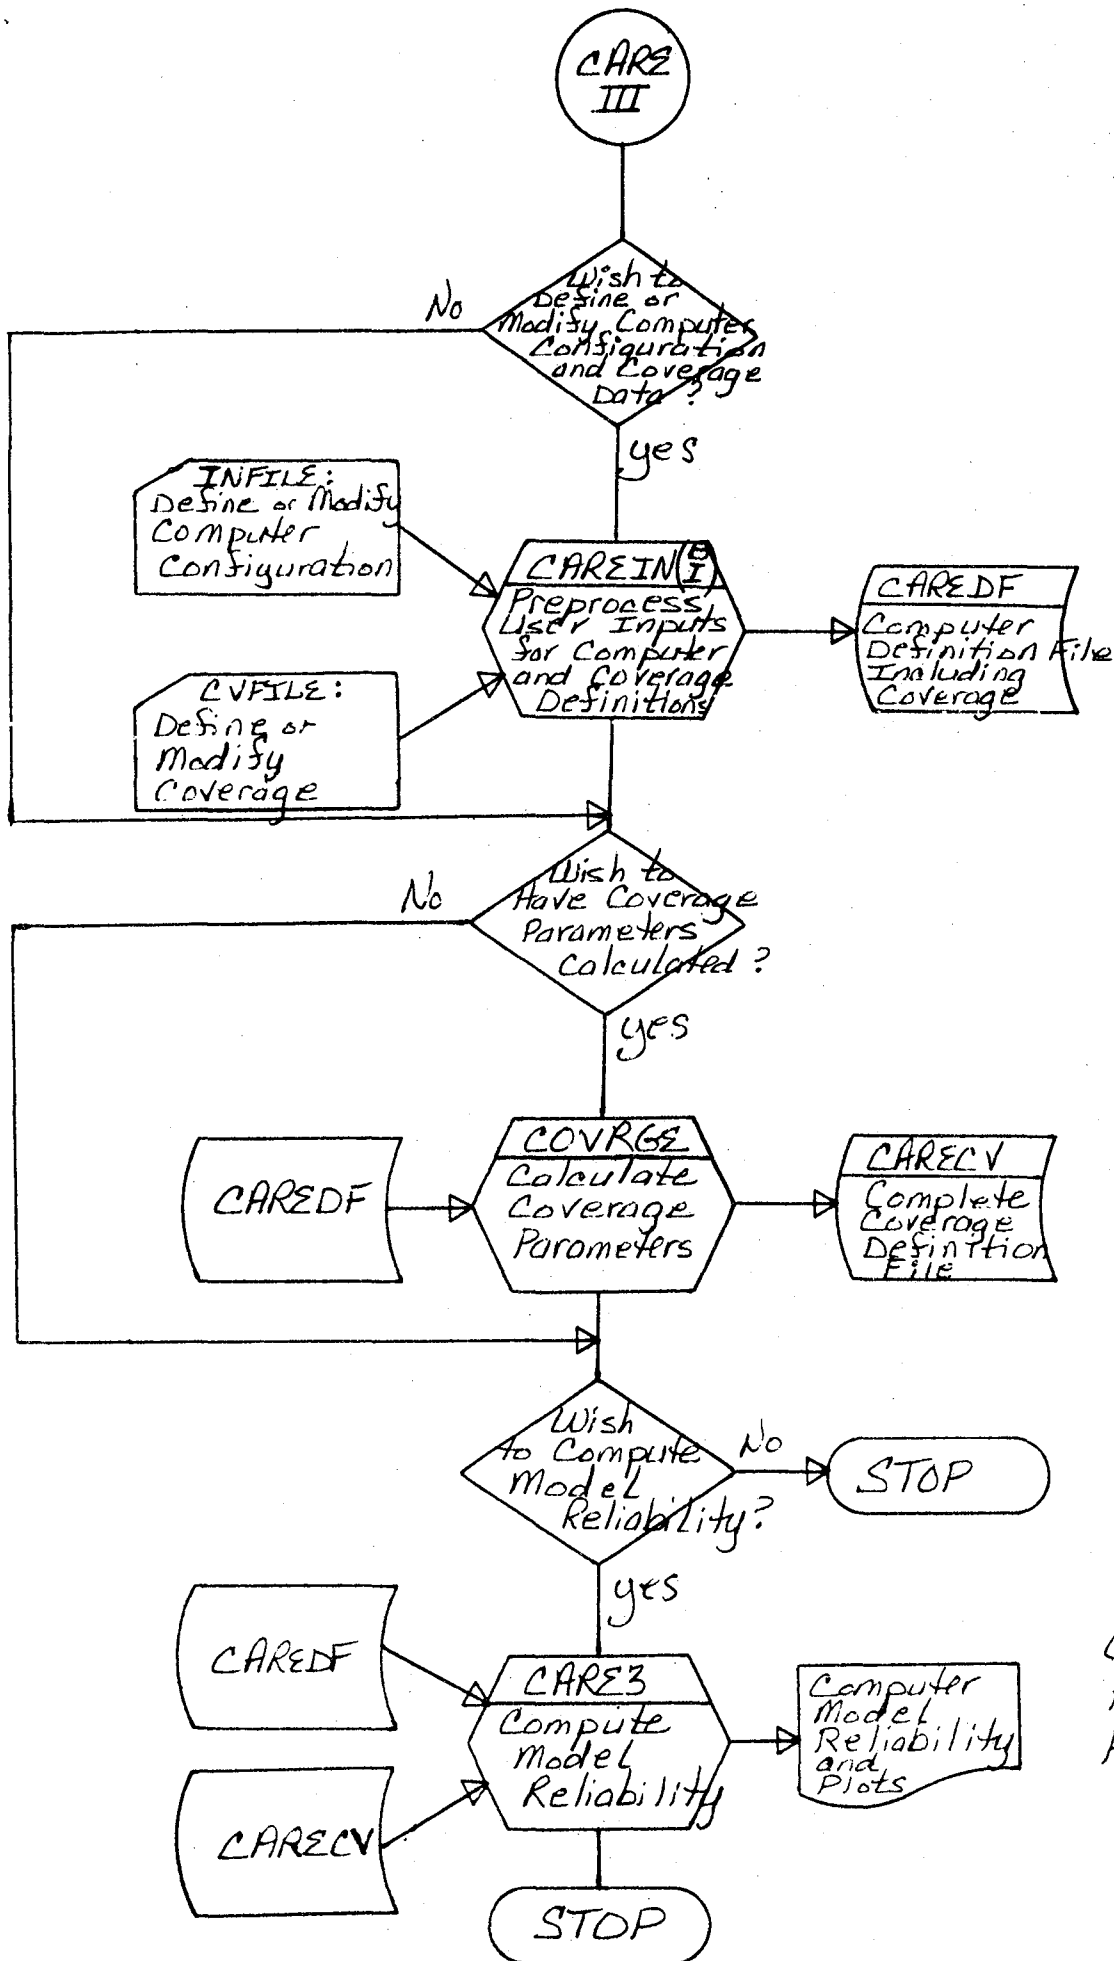 CARE
III
Wish to
Define or
Modify Computer
Configuration
and Coverage
Data?
No
yes
INFILE:
Define or Modify
Computer
Configuration
CAREIN(B/I)
Preprocess
User Inputs
for Computer
and Coverage
Definitions
CAREDF
Computer
Definition File
Including
Coverage
CVFILE:
Define or
Modify
Coverage
Wish to
Have Coverage
Parameters
Calculated?
No
yes
CAREDF
COVRGE
Calculate
Coverage
Parameters
CARECV
Complete
Coverage
Definition
File
Wish
to Compute
Model
Reliability?
No
STOP
yes
CAREDF
CARE3
Compute
Model
Reliability
Computer
Model
Reliability
and
Plots
CARECV
STOP